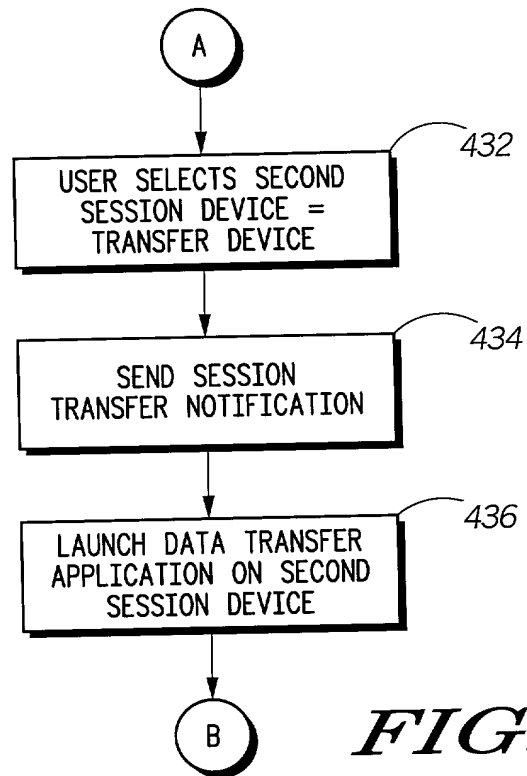 A
432
USER SELECTS SECOND
SESSION DEVICE =
TRANSFER DEVICE
434
SEND SESSION
TRANSFER NOTIFICATION
436
LAUNCH DATA TRANSFER
APPLICATION ON SECOND
SESSION DEVICE
B
FIG.